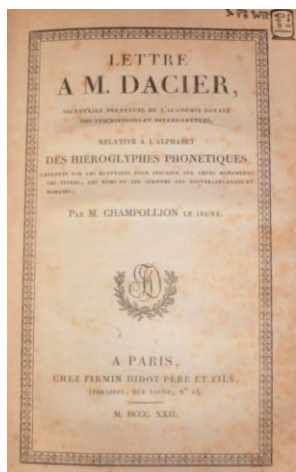 LETTRE
A M. DACIER,
SECRÉTAIRE PERPÉTUEL DE L'ACADÉMIE ROYALE
DES INSCRIPTIONS ET BELLES-LETTRES,
RELATIVE A L'ALPHABET
DES HIÉROGLYPHES PHONÉTIQUES
EMPLOYÉS PAR LES ÉGYPTIENS POUR INSCRIRE SUR LEURS MONUMENTS
LES TITRES, LES NOMS ET LES SURNOMS DES SOUVERAINS GRECS ET
ROMAINS;
PAR M. CHAMPOLLION LE JEUNE.
A PARIS,
CHEZ FIRMIN DIDOT PÈRE ET FILS,
LIBRAIRES, RUE JACOB, N° 24.
M. DCCC. XXII.